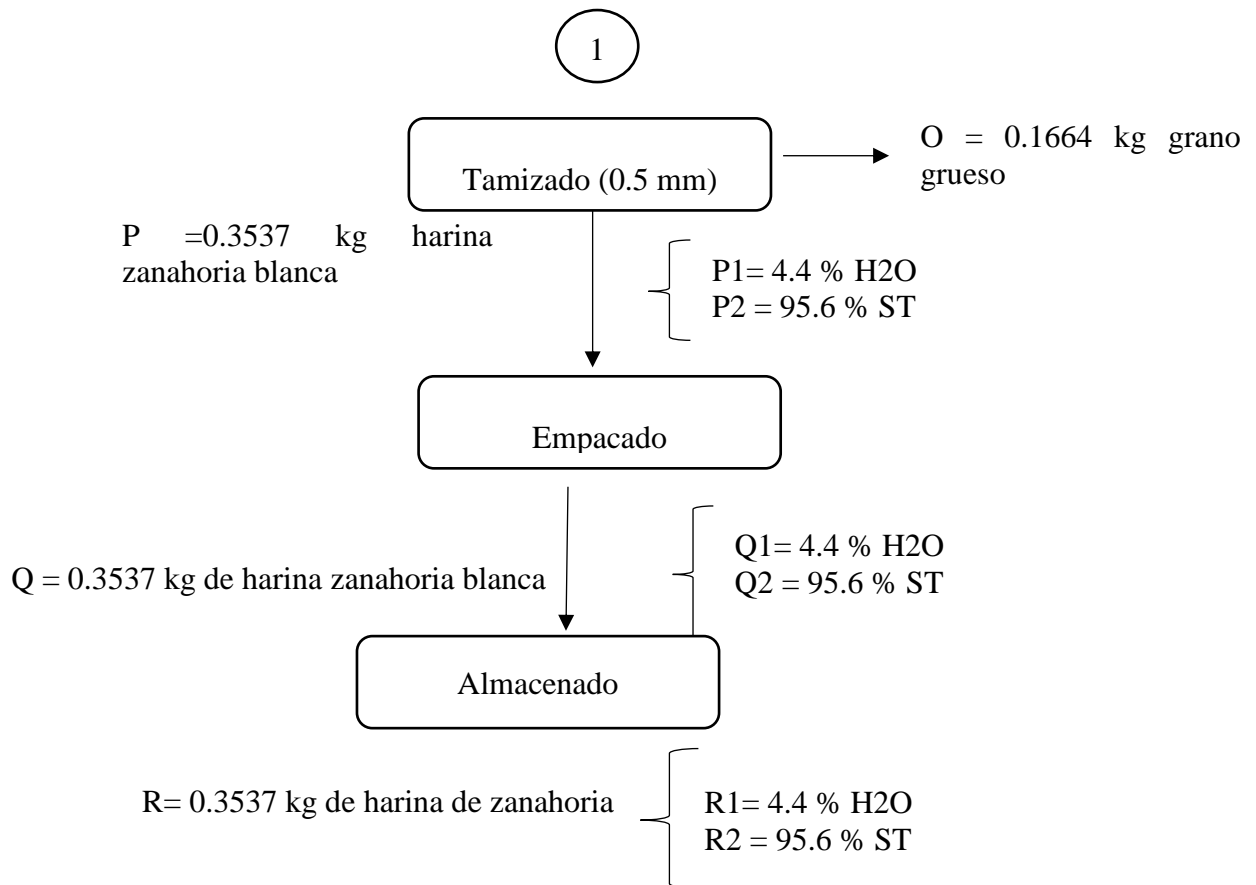 1
Tamizado (0.5 mm)
O = 0.1664 kg grano
grueso
P =0.3537 kg harina
zanahoria blanca
P1= 4.4 % H2O
P2 = 95.6 % ST
Empacado
Q = 0.3537 kg de harina zanahoria blanca
Q1= 4.4 % H2O
Q2 = 95.6 % ST
Almacenado
R= 0.3537 kg de harina de zanahoria
R1= 4.4 % H2O
R2 = 95.6 % ST